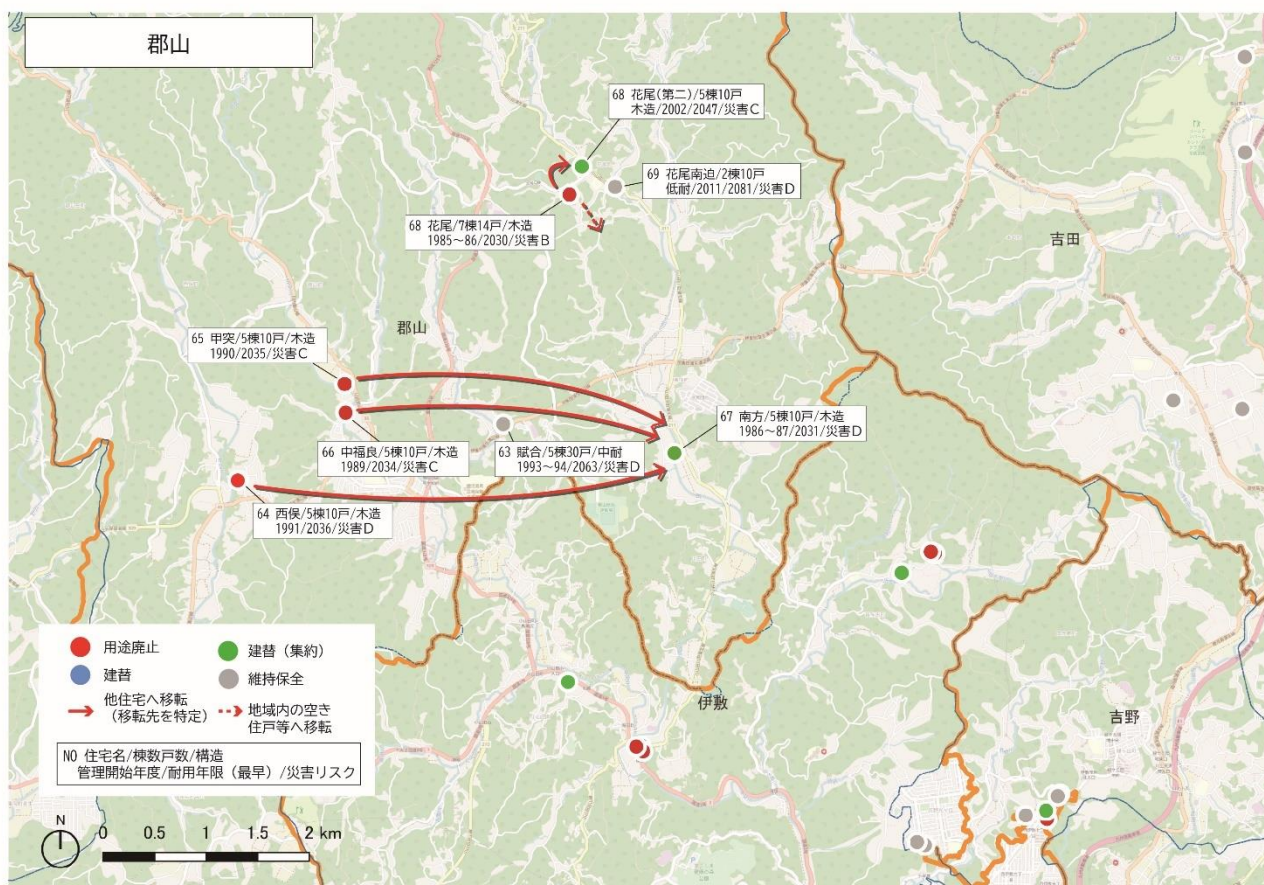 郡山
68 花尾(第二)/5棟10戸
木造/2002/2047/災害C
69 花尾南迫/2棟10戸
低耐/2011/2081/災害D
68 花尾/7棟14戸/木造
1985～86/2030/災害B
吉田
郡山
65 甲突/5棟10戸/木造
1990/2035/災害C
67 南方/5棟10戸/木造
1986～87/2031/災害D
66 中福良/5棟10戸/木造
1989/2034/災害C
63 賦合/5棟30戸/中耐
1993～94/2063/災害D
64 西俣/5棟10戸/木造
1991/2036/災害D
伊敷
吉野
用途廃止
建替（集約）
建替
維持保全
他住宅へ移転
（移転先を特定）
地域内の空き
住戸等へ移転
NO 住宅名/棟数戸数/構造
管理開始年度/耐用年限（最早）/災害リスク
N
0 0.5 1 1.5 2 km